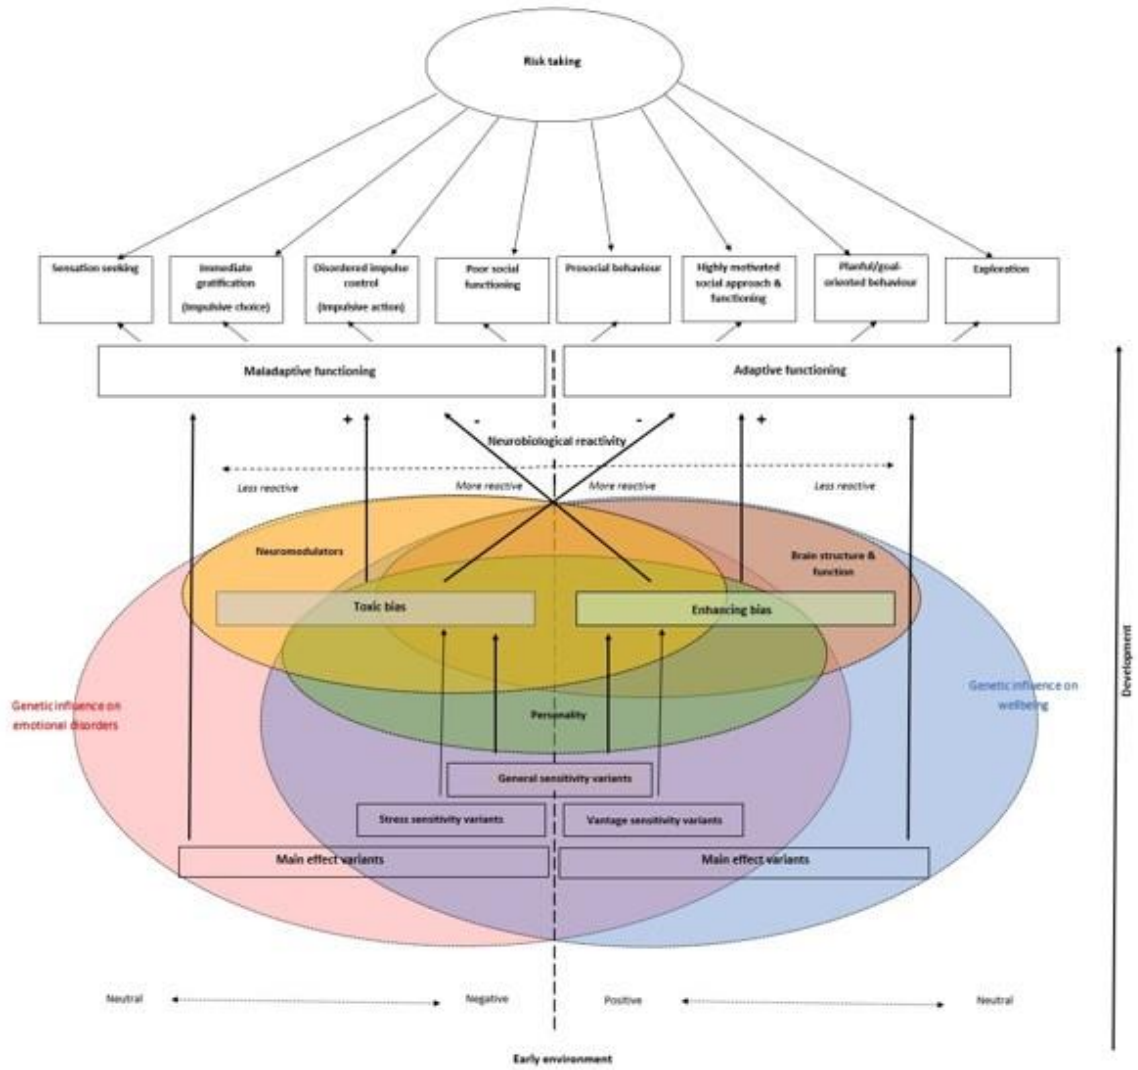 Risk taking
Sensation seeking
Immediate
gratification
(Impulsive choice)
Disordered impulse
control
(Impulsive action)
Poor social
functioning
Prosocial behaviour
Highly motivated
social approach &
functioning
Planful/goal-
oriented behaviour
Exploration
Maladaptive functioning
Adaptive functioning
+
-
-
+
Neurobiological reactivity
Less reactive
More reactive
More reactive
Less reactive
Neuromodulators
Brain structure &
function
Toxic bias
Enhancing bias
Development
Genetic influence on
emotional disorders
Genetic influence on
wellbeing
Personality
General sensitivity variants
Stress sensitivity variants
Vantage sensitivity variants
Main effect variants
Main effect variants
Neutral
Negative
Positive
Neutral
Early environment